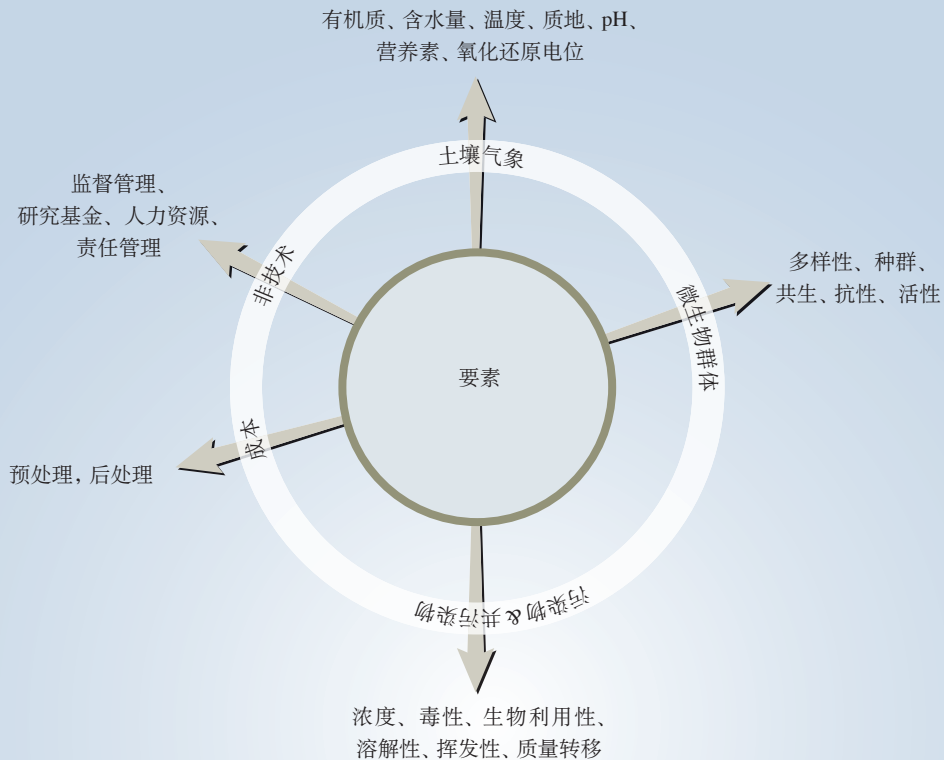 有机质、含水量、温度、质地、pH、
营养素、氧化还原电位
土壤气象
监督管理、
研究基金、人力资源、
责任管理
非技术
多样性、种群、
共生、抗性、活性
微生物群体
要素
成本
预处理，后处理
污染物 & 共污染物
浓度、毒性、生物利用性、
溶解性、挥发性、质量转移